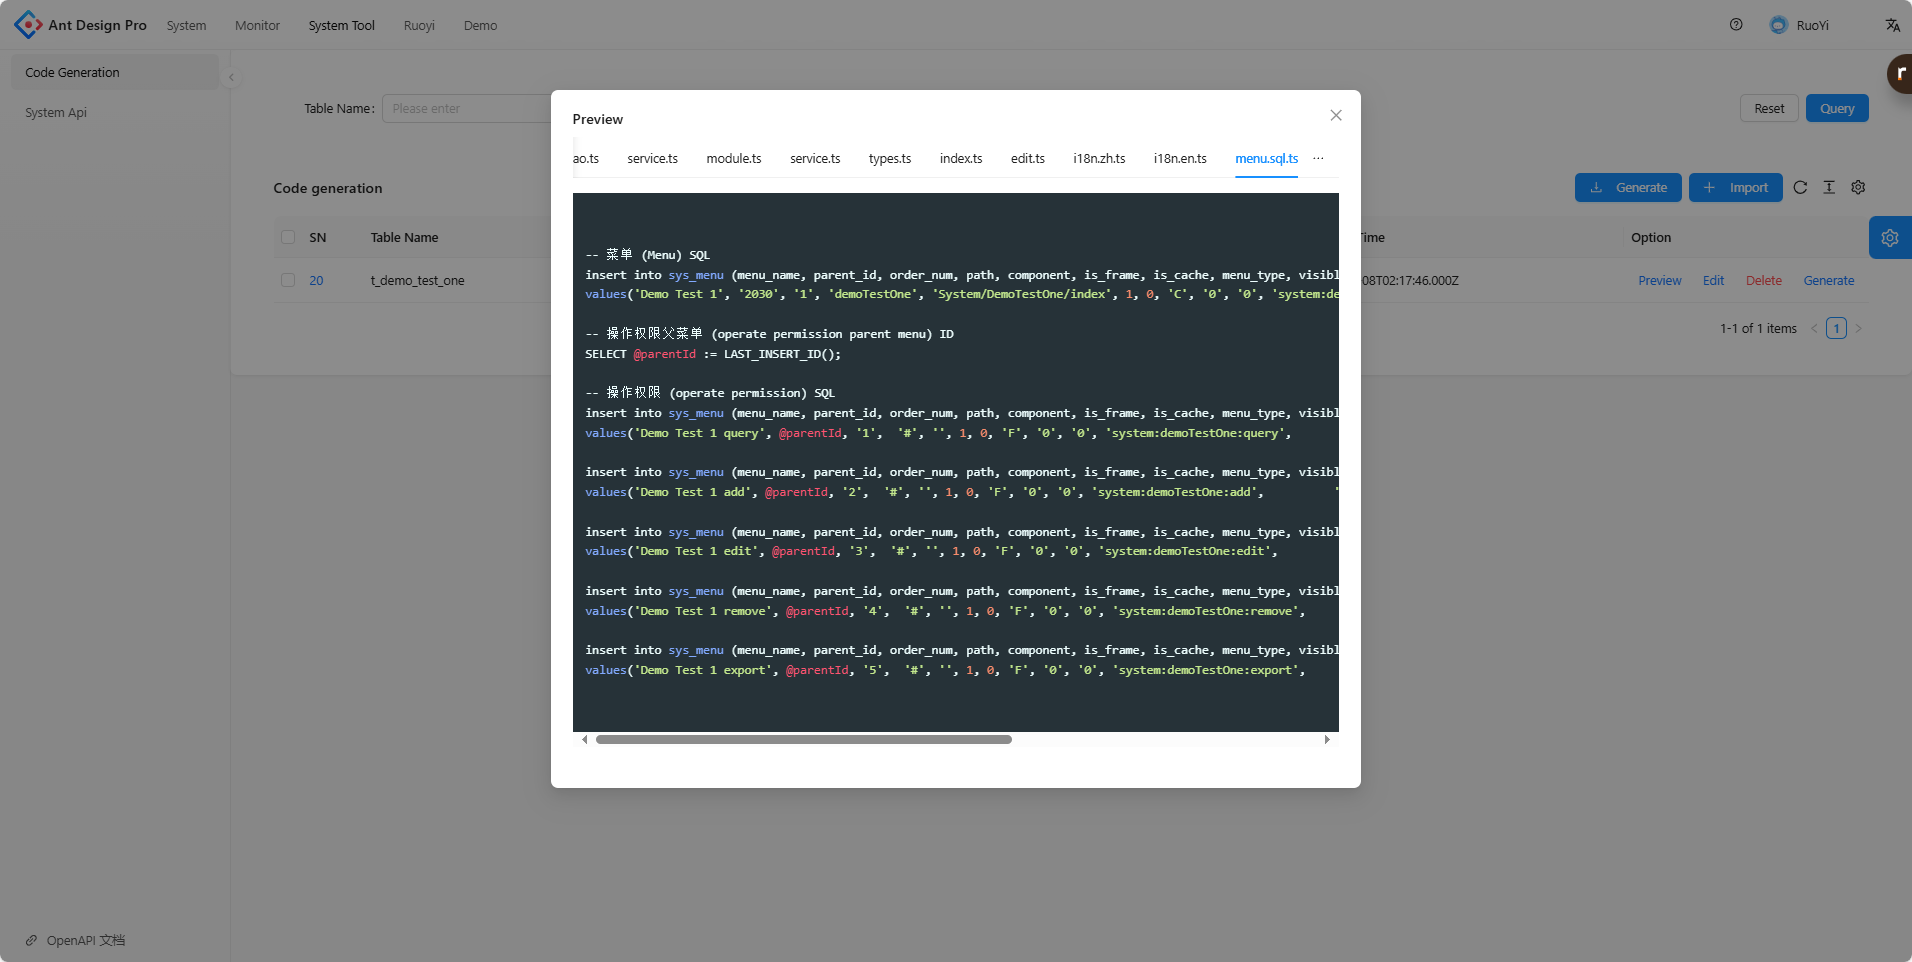 Ant Design Pro System Monitor System Tool Ruoyi Demo RuoYi
Code Generation
System Api
Table Name : Please enter
Reset Query
Code generation
Generate Import
SN Table Name Time Option
20 t_demo_test_one 08T02:17:46.000Z Preview Edit Delete Generate
1-1 of 1 items 1
OpenAPI 文档
Preview
ao.ts service.ts module.ts service.ts types.ts index.ts edit.ts i18n.zh.ts i18n.en.ts menu.sql.ts ···
-- 菜单 (Menu) SQL
insert into sys_menu (menu_name, parent_id, order_num, path, component, is_frame, is_cache, menu_type, visibl
values('Demo Test 1', '2030', '1', 'demoTestOne', 'System/DemoTestOne/index', 1, 0, 'C', '0', '0', 'system:de
-- 操作权限父菜单 (operate permission parent menu) ID
SELECT @parentId := LAST_INSERT_ID();
-- 操作权限 (operate permission) SQL
insert into sys_menu (menu_name, parent_id, order_num, path, component, is_frame, is_cache, menu_type, visibl
values('Demo Test 1 query', @parentId, '1',  '#', '', 1, 0, 'F', '0', '0', 'system:demoTestOne:query',
insert into sys_menu (menu_name, parent_id, order_num, path, component, is_frame, is_cache, menu_type, visibl
values('Demo Test 1 add', @parentId, '2',  '#', '', 1, 0, 'F', '0', '0', 'system:demoTestOne:add',          '
insert into sys_menu (menu_name, parent_id, order_num, path, component, is_frame, is_cache, menu_type, visibl
values('Demo Test 1 edit', @parentId, '3',  '#', '', 1, 0, 'F', '0', '0', 'system:demoTestOne:edit',
insert into sys_menu (menu_name, parent_id, order_num, path, component, is_frame, is_cache, menu_type, visibl
values('Demo Test 1 remove', @parentId, '4',  '#', '', 1, 0, 'F', '0', '0', 'system:demoTestOne:remove',
insert into sys_menu (menu_name, parent_id, order_num, path, component, is_frame, is_cache, menu_type, visibl
values('Demo Test 1 export', @parentId, '5',  '#', '', 1, 0, 'F', '0', '0', 'system:demoTestOne:export',